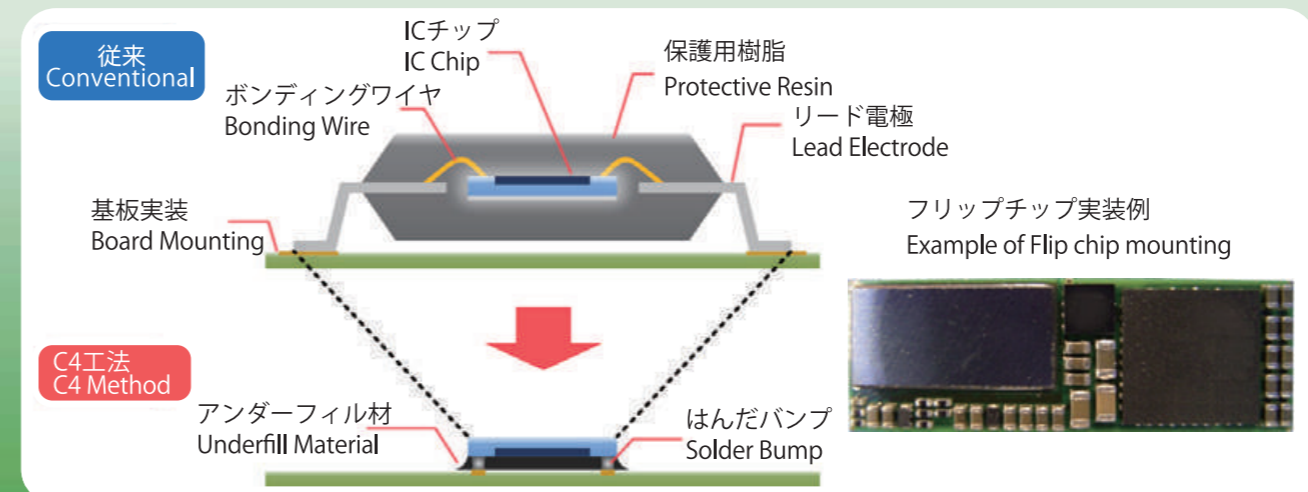 従来
Conventional
ICチップ
IC Chip
保護用樹脂
Protective Resin
ボンディングワイヤ
Bonding Wire
リード電極
Lead Electrode
基板実装
Board Mounting
フリップチップ実装例
Example of Flip chip mounting
C4工法
C4 Method
アンダーフィル材
Underfill Material
はんだバンプ
Solder Bump